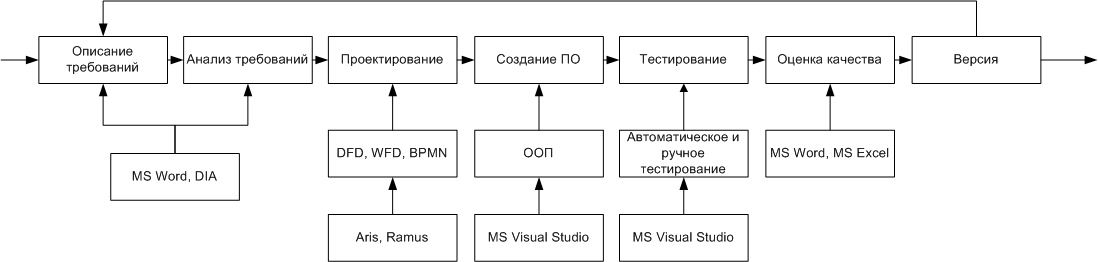 Описание
требований
Анализ требований
Проектирование
Создание ПО
Тестирование
Оценка качества
Версия
MS Word, DIA
DFD, WFD, BPMN
ООП
Автоматическое и
ручное
тестирование
MS Word, MS Excel
Aris, Ramus
MS Visual Studio
MS Visual Studio